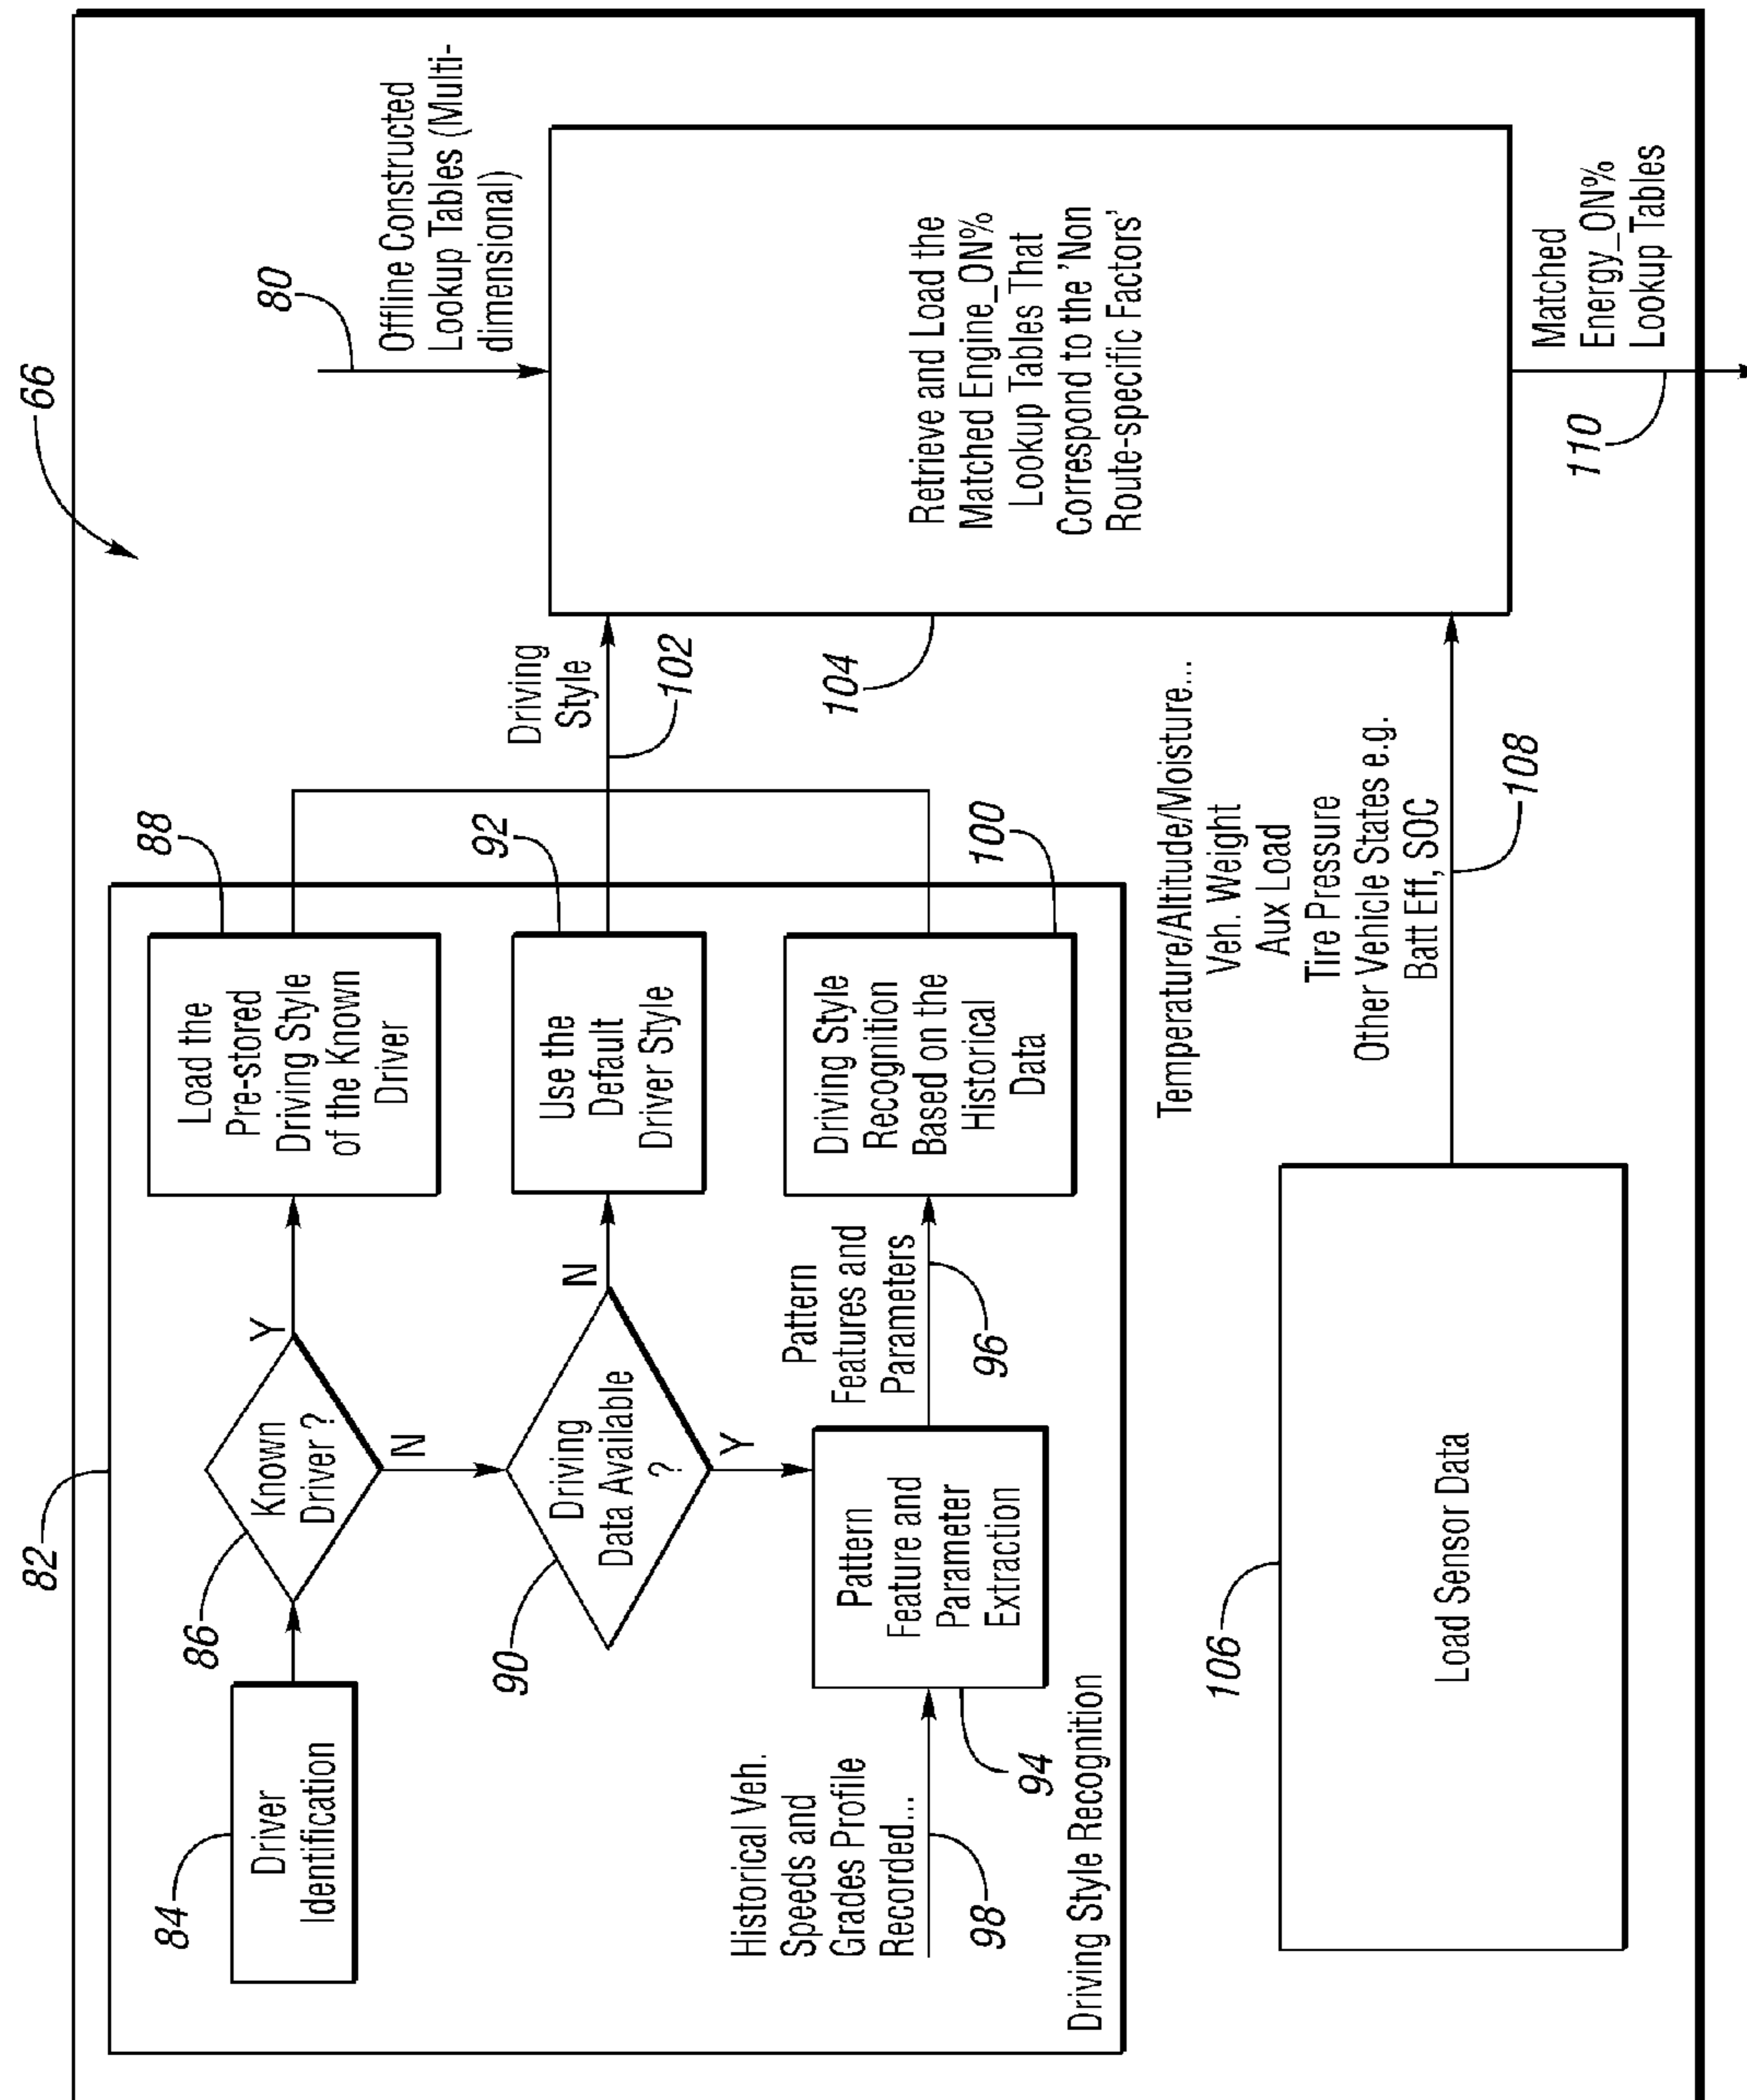 66
82
84
Driver
Identification
86
Known
Driver ?
Y
N
88
Load the
Pre-stored
Driving Style
of the Known
Driver
90
Driving
Data Available
?
N
Y
92
Use the
Default
Driver Style
Historical Veh.
Speeds and
Grades Profile
Recorded...
98
94
Pattern
Feature and
Parameter
Extraction
Pattern
Features and
Parameters
96
100
Driving Style
Recognition
Based on the
Historical
Data
Driving Style Recognition
Driving
Style
102
80
Offline Constructed
Lookup Tables (Multi-
dimensional)
104
Retrieve and Load the
Matched Engine_ON%
Lookup Tables That
Correspond to the 'Non
Route-specific Factors'
106
Load Sensor Data
Temperature/Altitude/Moisture...
Veh. Weight
Aux Load
Tire Pressure
Other Vehicle States e.g.
Batt Eff, SOC
108
110
Matched
Energy_ON%
Lookup Tables